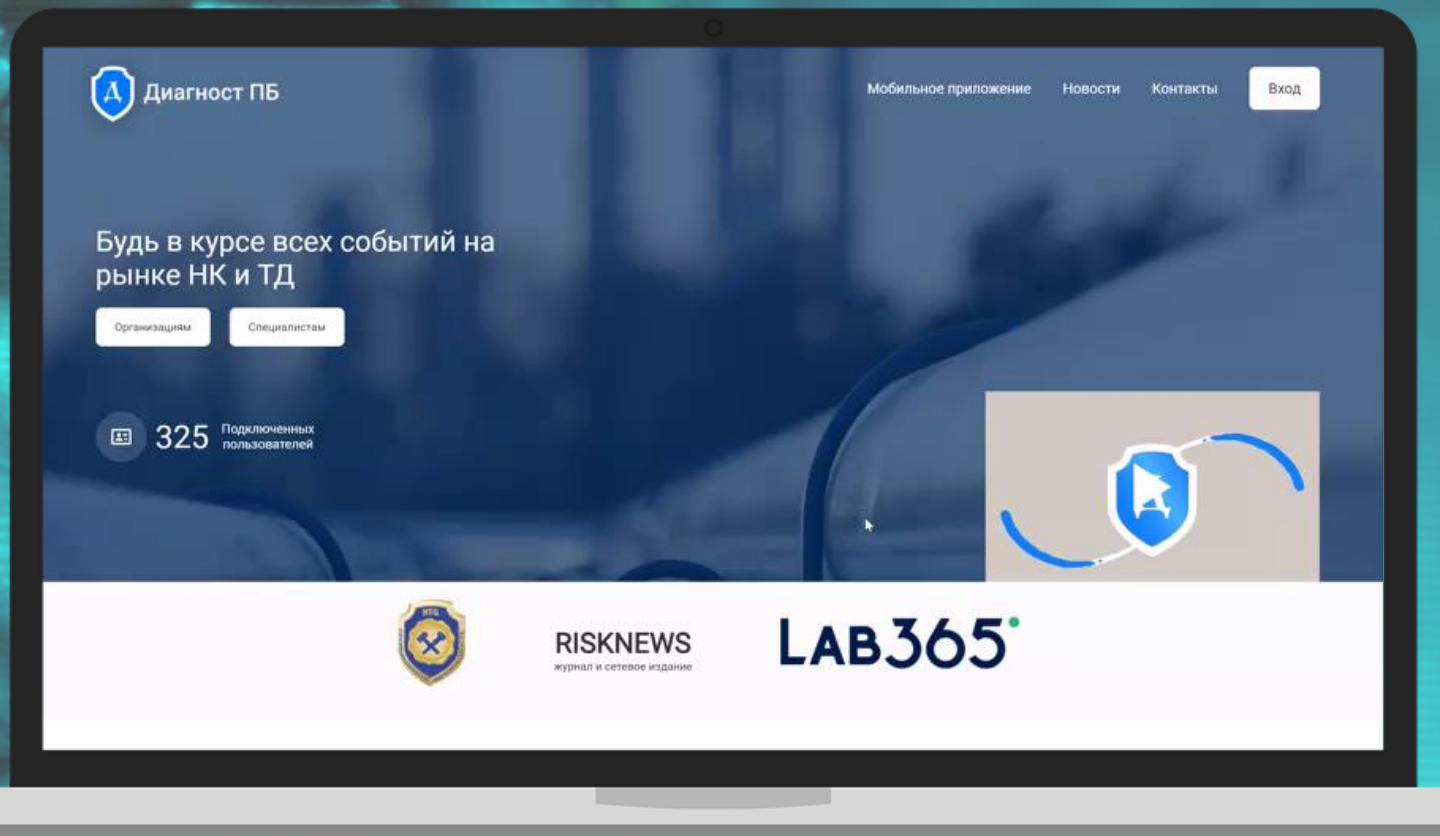 Диагност ПБ
Мобильное приложение Новости Контакты Вход
Будь в курсе всех событий на
рынке НК и ТД
Организациям Специалистам
325 Подключенных
пользователей
НТЦ
RISKNEWS
журнал и сетевое издание
LAB365